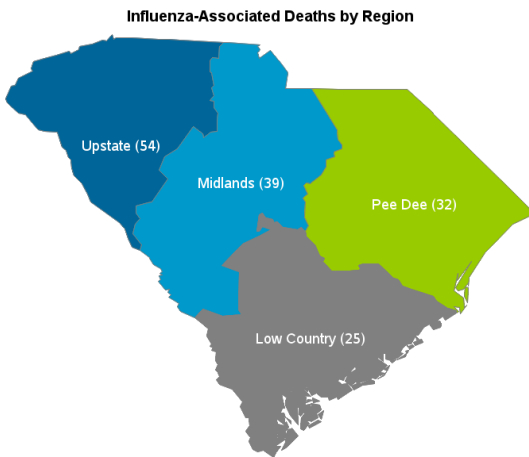 Influenza-Associated Deaths by Region
Upstate (54)
Midlands (39)
Pee Dee (32)
Low Country (25)